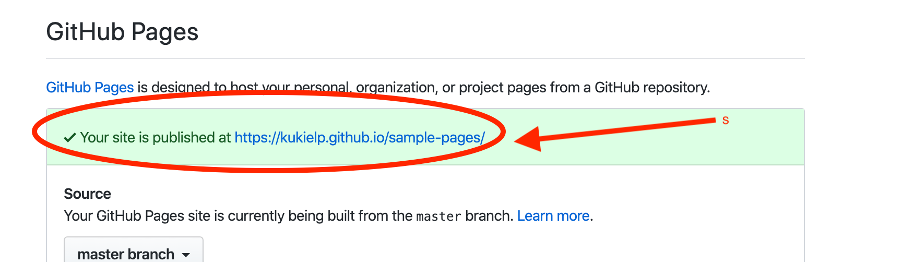 GitHub Pages
GitHub Pages is designed to host your personal, organization, or project pages from a GitHub repository.
✓ Your site is published at https://kukielp.github.io/sample-pages/
s
Source
Your GitHub Pages site is currently being built from the master branch. Learn more.
master branch